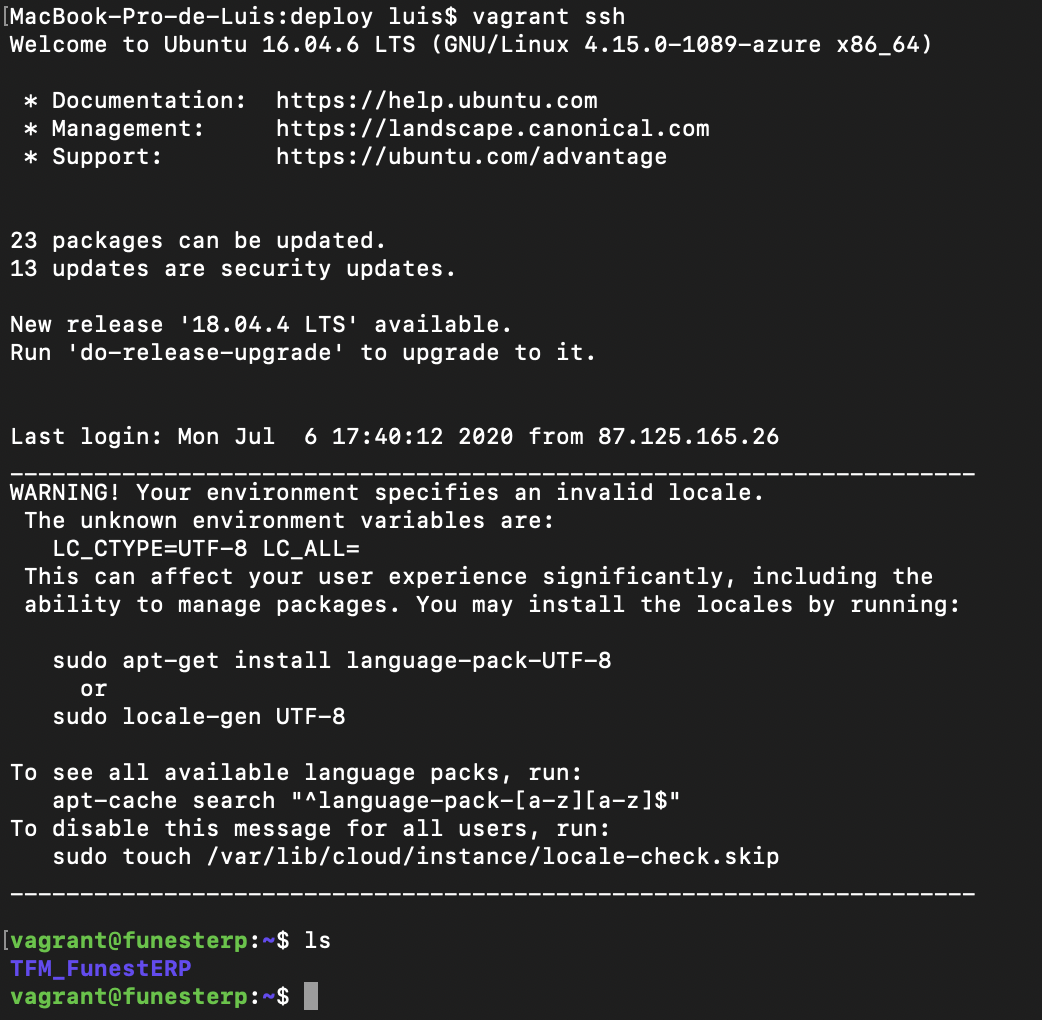 [MacBook-Pro-de-Luis:deploy luis$ vagrant ssh
Welcome to Ubuntu 16.04.6 LTS (GNU/Linux 4.15.0-1089-azure x86_64)
* Documentation:  https://help.ubuntu.com
* Management:     https://landscape.canonical.com
* Support:        https://ubuntu.com/advantage
23 packages can be updated.
13 updates are security updates.
New release '18.04.4 LTS' available.
Run 'do-release-upgrade' to upgrade to it.
Last login: Mon Jul  6 17:40:12 2020 from 87.125.165.26
_____________________________________________________________________
WARNING! Your environment specifies an invalid locale.
 The unknown environment variables are:
   LC_CTYPE=UTF-8 LC_ALL=
 This can affect your user experience significantly, including the
 ability to manage packages. You may install the locales by running:
   sudo apt-get install language-pack-UTF-8
     or
   sudo locale-gen UTF-8
To see all available language packs, run:
   apt-cache search "^language-pack-[a-z][a-z]$"
To disable this message for all users, run:
   sudo touch /var/lib/cloud/instance/locale-check.skip
_____________________________________________________________________
[vagrant@funesterp:~$ ls
TFM_FunestERP
vagrant@funesterp:~$